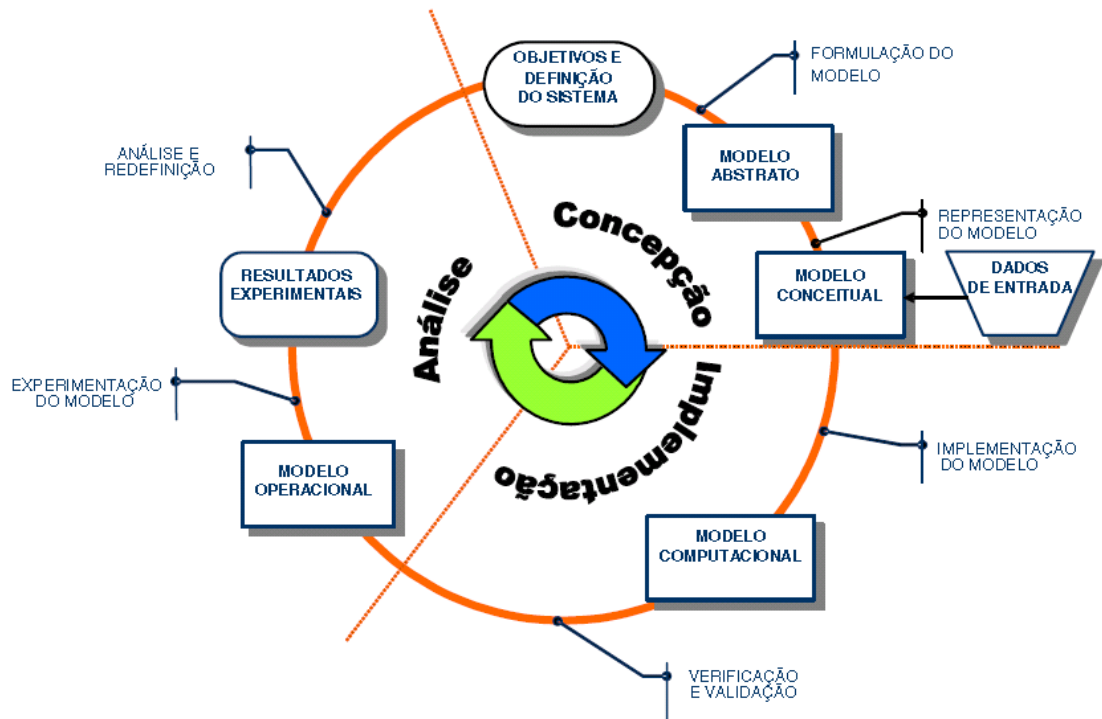 OBJETIVOS E
DEFINIÇÃO
DO SISTEMA
FORMULAÇÃO DO
MODELO
MODELO
ABSTRATO
REPRESENTAÇÃO
DO MODELO
MODELO
CONCEITUAL
DADOS
DE ENTRADA
IMPLEMENTAÇÃO
DO MODELO
MODELO
COMPUTACIONAL
VERIFICAÇÃO
E VALIDAÇÃO
MODELO
OPERACIONAL
EXPERIMENTAÇÃO
DO MODELO
RESULTADOS
EXPERIMENTAIS
ANÁLISE E
REDEFINIÇÃO
Concepção
Implementação
Análise